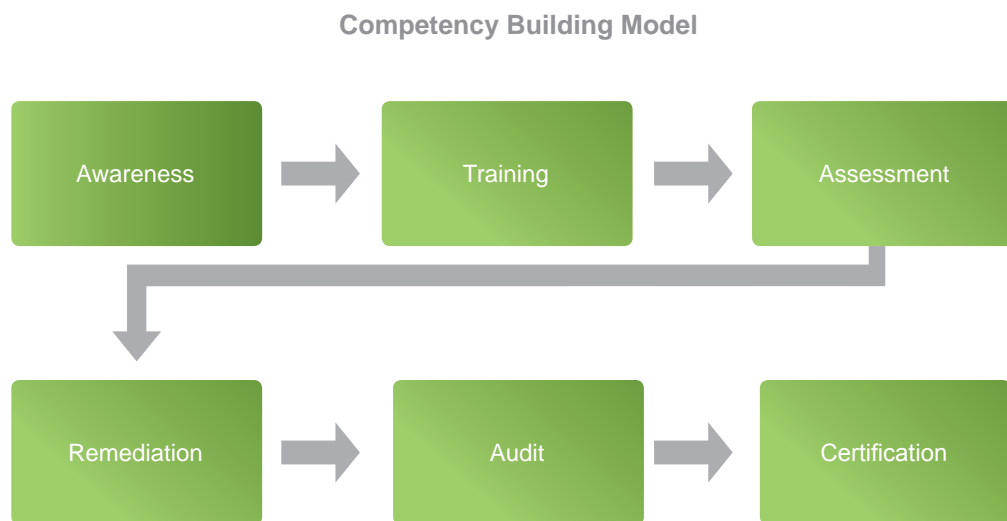 Competency Building Model
Awareness
Training
Assessment
Remediation
Audit
Certification